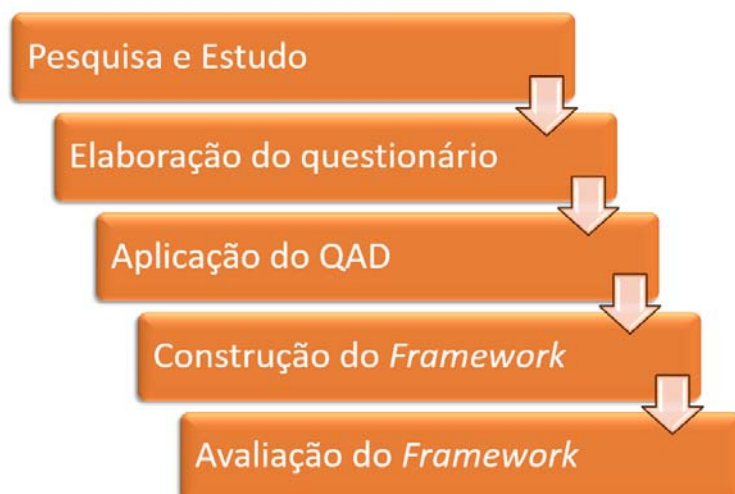 Pesquisa e Estudo
Elaboração do questionário
Aplicação do QAD
Construção do Framework
Avaliação do Framework